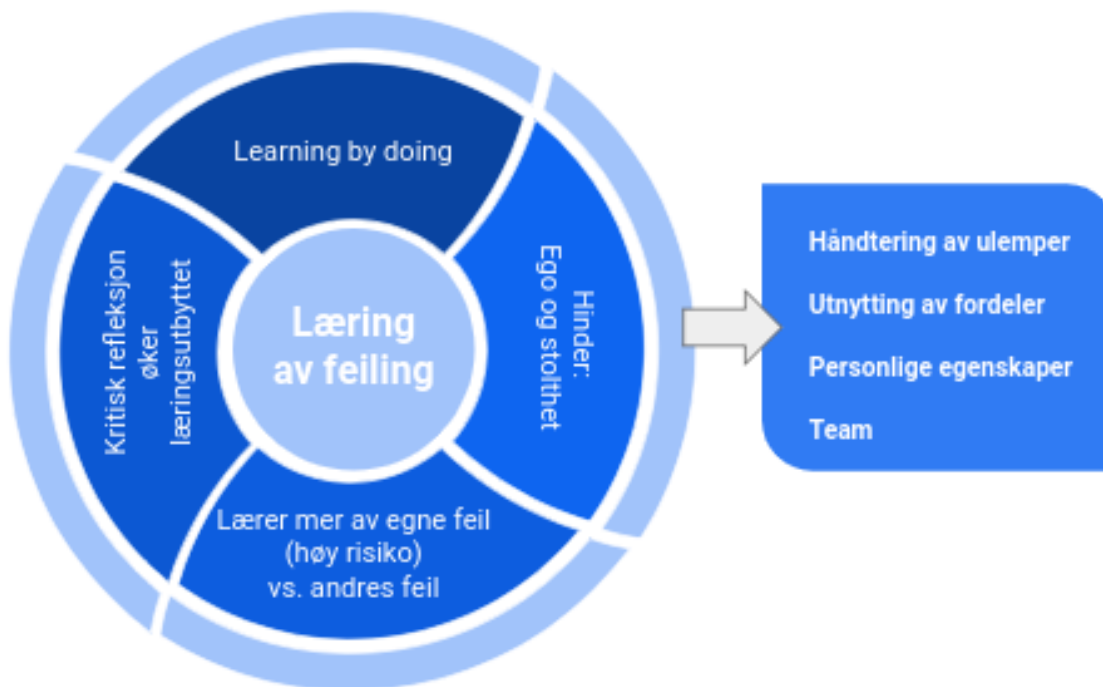 Learning by doing
Hinder:
Ego og stolthet
Lærer mer av egne feil
(høy risiko)
vs. andres feil
Kritisk refleksjon
øker
læringsutbyttet
Læring
av feiling
Håndtering av ulemper
Utnytting av fordeler
Personlige egenskaper
Team